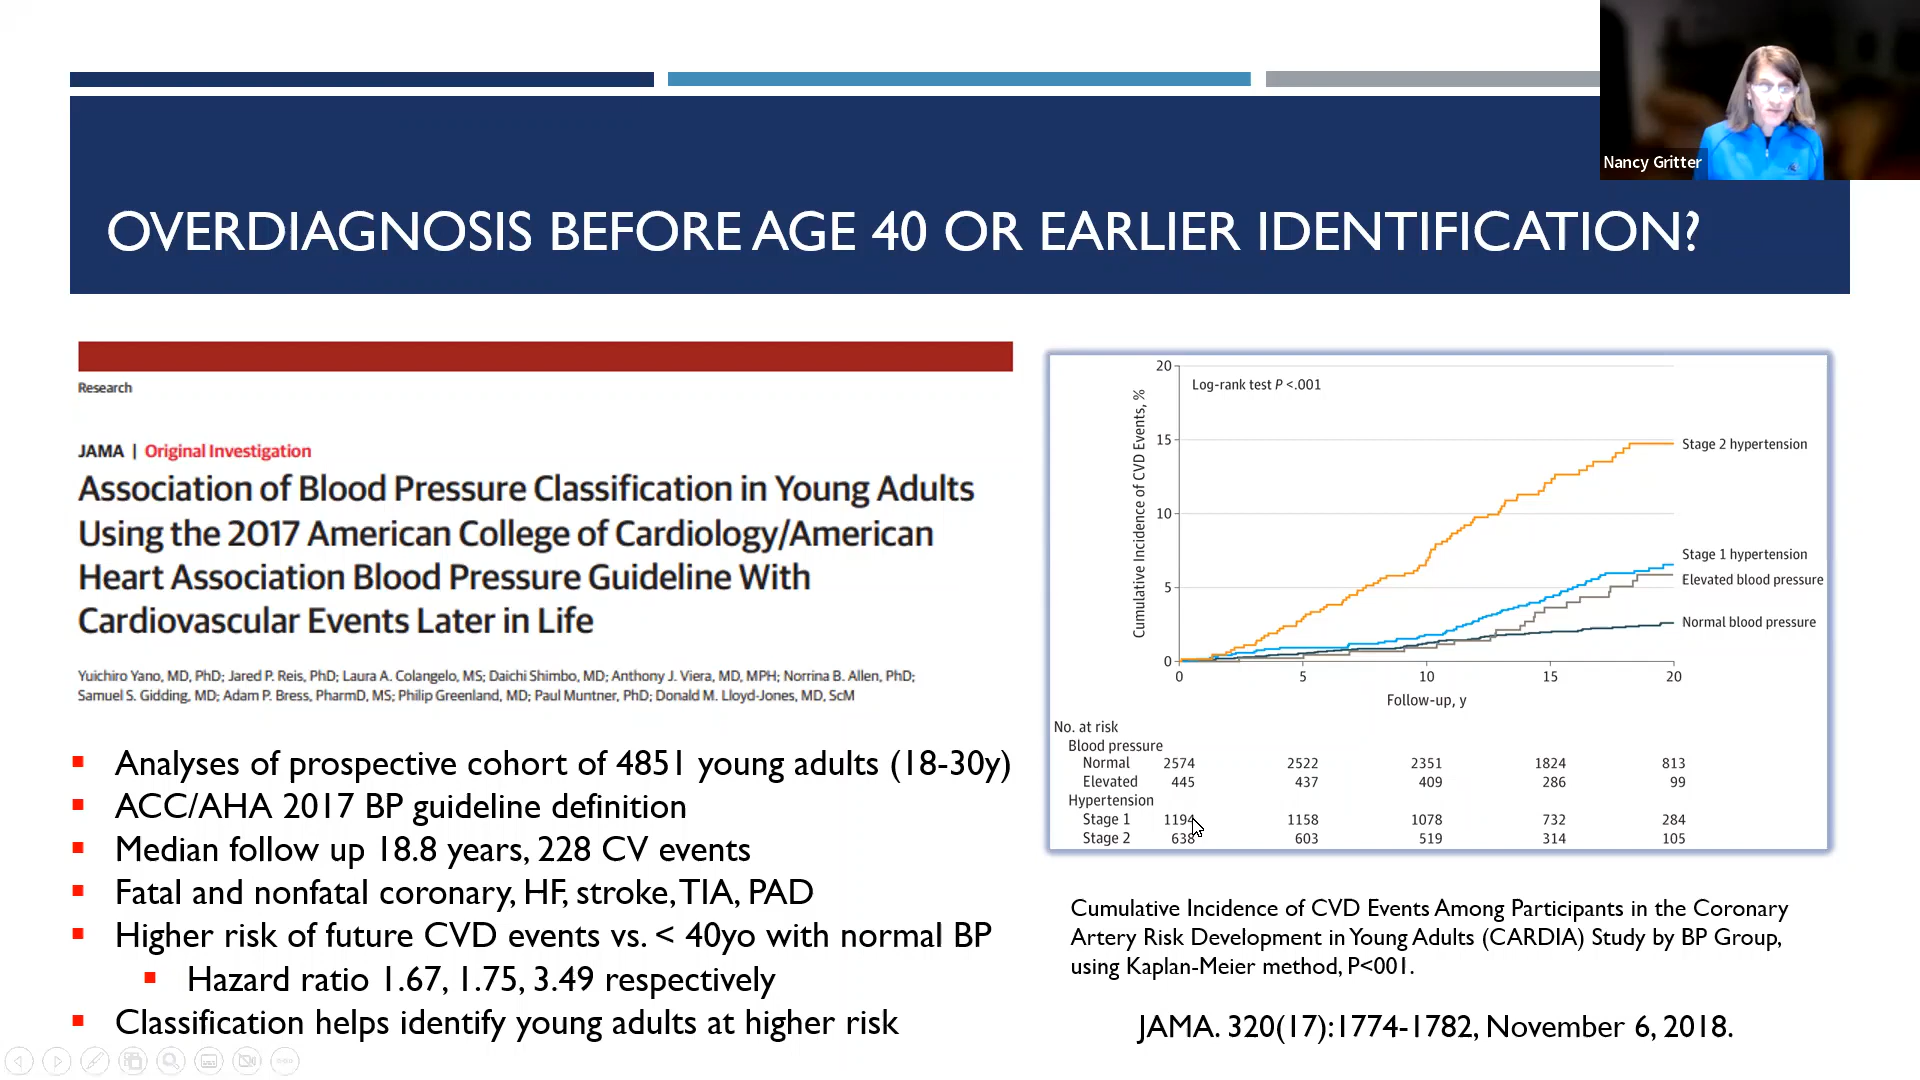 Nancy Gritter
OVERDIAGNOSIS BEFORE AGE 40 OR EARLIER IDENTIFICATION?
Research
JAMA | Original Investigation
Association of Blood Pressure Classification in Young Adults
Using the 2017 American College of Cardiology/American
Heart Association Blood Pressure Guideline With
Cardiovascular Events Later in Life
Yuichiro Yano, MD, PhD; Jared P. Reis, PhD; Laura A. Colangelo, MS; Daichi Shimbo, MD; Anthony J. Viera, MD, MPH; Norrina B. Allen, PhD;
Samuel S. Gidding, MD; Adam P. Bress, PharmD, MS; Philip Greenland, MD; Paul Muntner, PhD; Donald M. Lloyd-Jones, MD, ScM
Analyses of prospective cohort of 4851 young adults (18-30y)
ACC/AHA 2017 BP guideline definition
Median follow up 18.8 years, 228 CV events
Fatal and nonfatal coronary, HF, stroke, TIA, PAD
Higher risk of future CVD events vs. < 40yo with normal BP
Hazard ratio 1.67, 1.75, 3.49 respectively
Classification helps identify young adults at higher risk
Cumulative Incidence of CVD Events, %
20
15
10
5
0
Log-rank test P <.001
Stage 2 hypertension
Stage 1 hypertension
Elevated blood pressure
Normal blood pressure
0 5 10 15 20
Follow-up, y
No. at risk
Blood pressure
Normal 2574 2522 2351 1824 813
Elevated 445 437 409 286 99
Hypertension
Stage 1 1194 1158 1078 732 284
Stage 2 638 603 519 314 105
Cumulative Incidence of CVD Events Among Participants in the Coronary
Artery Risk Development in Young Adults (CARDIA) Study by BP Group,
using Kaplan-Meier method, P<001.
JAMA. 320(17):1774-1782, November 6, 2018.